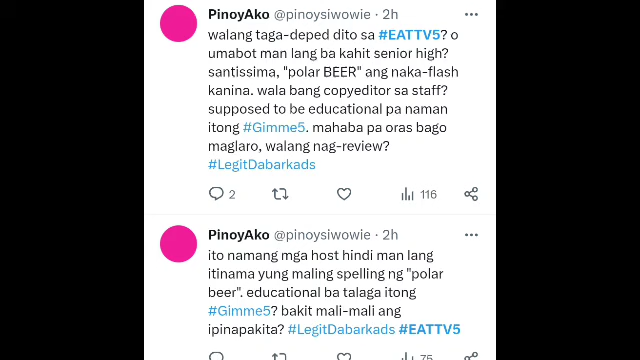 PinoyAko @pinoysiwowie · 2h
walang taga-deped dito sa #EATTV5? o
umabot man lang ba kahit senior high?
santissima, "polar BEER" ang naka-flash
kanina. wala bang copyeditor sa staff?
supposed to be educational pa naman
itong #Gimme5. mahaba pa oras bago
maglaro, walang nag-review?
#LegitDabarkads
2 116
PinoyAko @pinoysiwowie · 2h
ito namang mga host hindi man lang
itinama yung maling spelling ng "polar
beer". educational ba talaga itong
#Gimme5? bakit mali-mali ang
ipinapakita? #LegitDabarkads #EATTV5
75